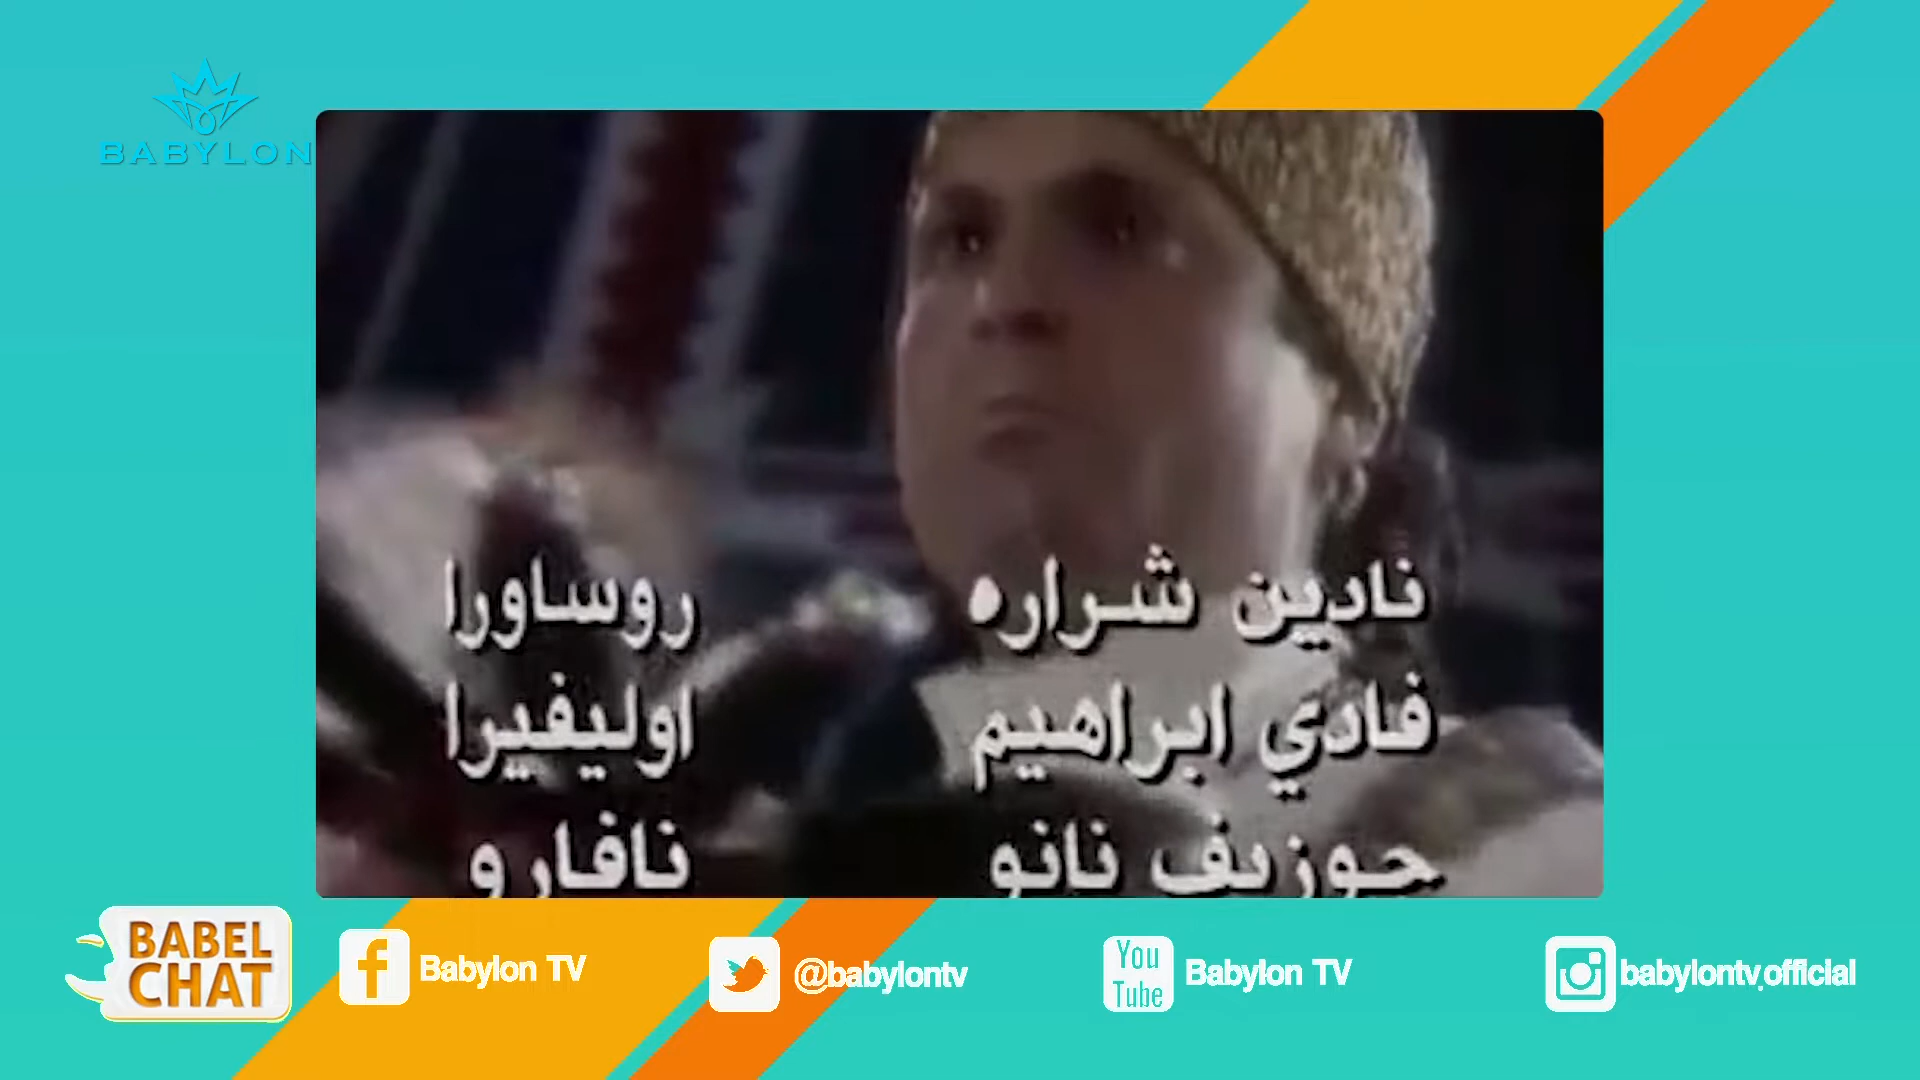 BABYLON
نادين شراره روساورا
فادي ابراهيم اوليفيرا
جوزيف نانو نافارو
BABEL
CHAT
Babylon TV
@babylontv
You
Tube
Babylon TV
babylontv.official